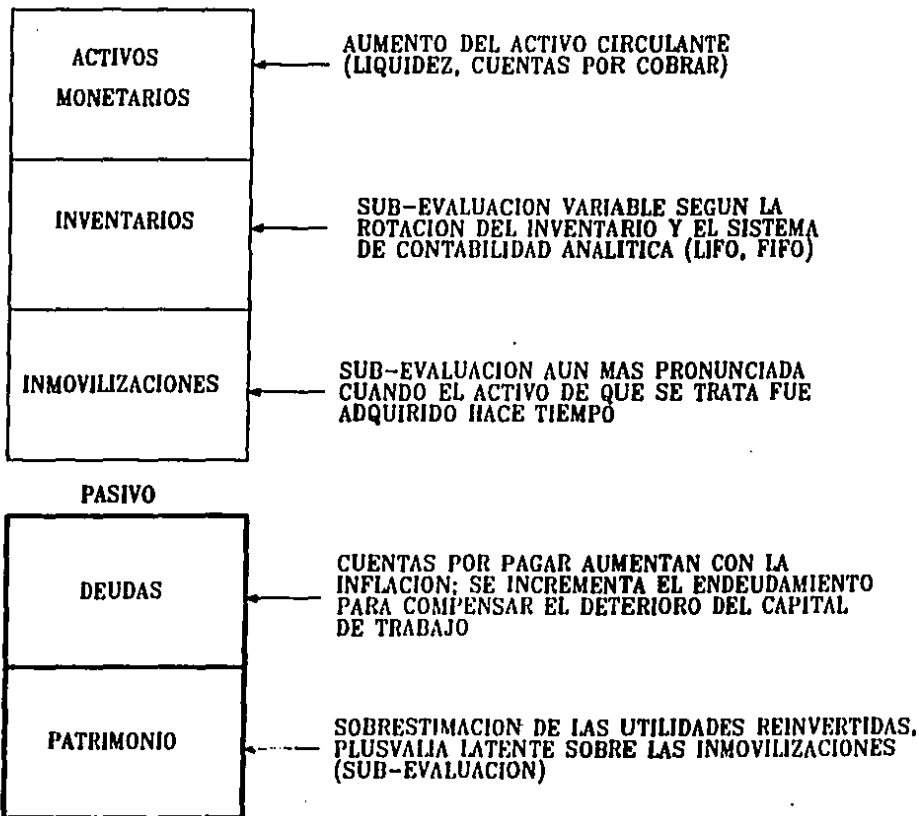 ACTIVOS
MONETARIOS
AUMENTO DEL ACTIVO CIRCULANTE
(LIQUIDEZ, CUENTAS POR COBRAR)
INVENTARIOS
SUB-EVALUACION VARIABLE SEGUN LA
ROTACION DEL INVENTARIO Y EL SISTEMA
DE CONTABILIDAD ANALITICA (LIFO, FIFO)
INMOVILIZACIONES
SUB-EVALUACION AUN MAS PRONUNCIADA
CUANDO EL ACTIVO DE QUE SE TRATA FUE
ADQUIRIDO HACE TIEMPO
PASIVO
DEUDAS
CUENTAS POR PAGAR AUMENTAN CON LA
INFLACION; SE INCREMENTA EL ENDEUDAMIENTO
PARA COMPENSAR EL DETERIORO DEL CAPITAL
DE TRABAJO
PATRIMONIO
SOBRESTIMACION DE LAS UTILIDADES REINVERTIDAS,
PLUSVALIA LATENTE SOBRE LAS INMOVILIZACIONES
(SUB-EVALUACION)